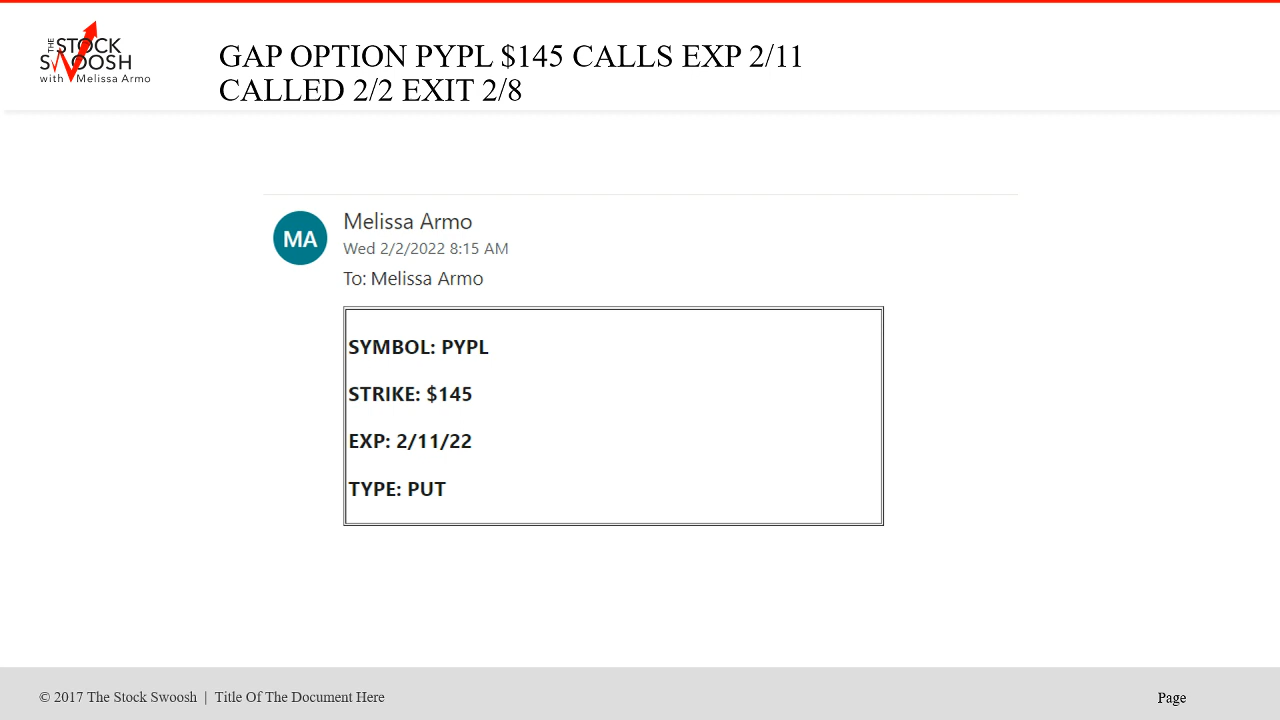 THE
STOCK
SWOOSH
with Melissa Armo
GAP OPTION PYPL $145 CALLS EXP 2/11
CALLED 2/2 EXIT 2/8
MA
Melissa Armo
Wed 2/2/2022 8:15 AM
To: Melissa Armo
SYMBOL: PYPL
STRIKE: $145
EXP: 2/11/22
TYPE: PUT
© 2017 The Stock Swoosh | Title Of The Document Here
Page